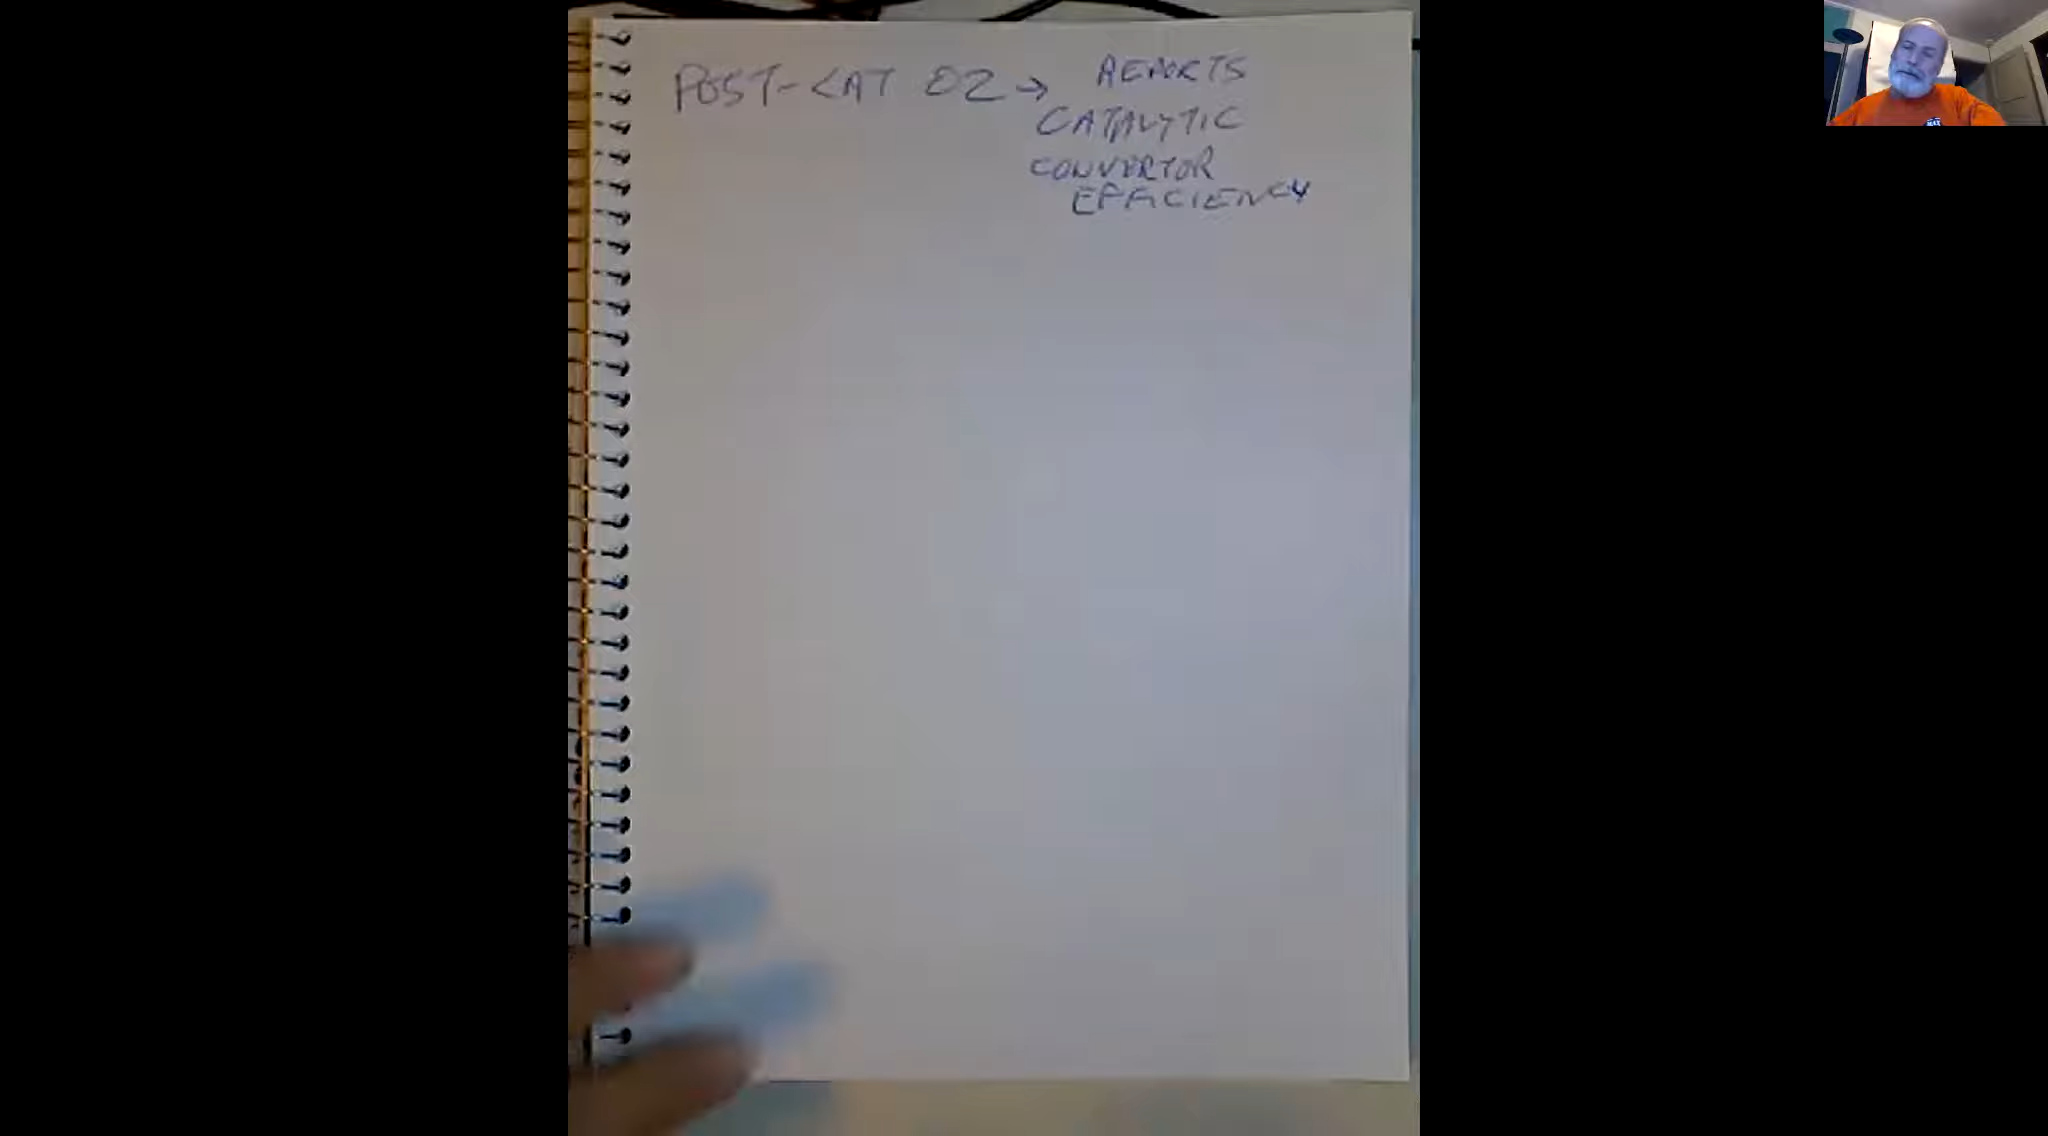 POST-CAT O2 → REPORTS
CATALYTIC
CONVERTOR
EFFICIENCY